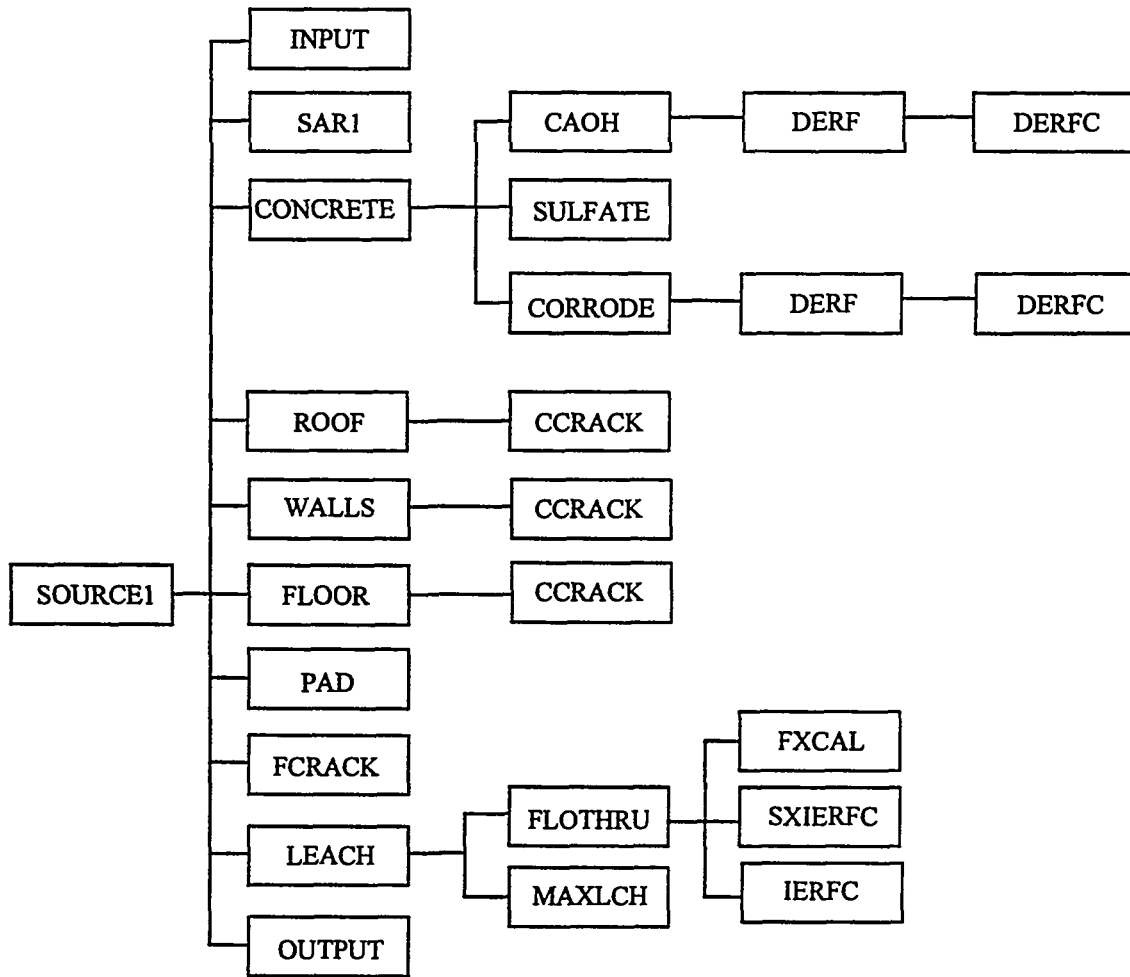 INPUT
SAR1
CAOH
DERF
DERFC
CONCRETE
SULFATE
CORRODE
DERF
DERFC
ROOF
CCRACK
WALLS
CCRACK
SOURCE1
FLOOR
CCRACK
PAD
FCRACK
FXCAL
FLOTHRU
SXIERFC
LEACH
MAXLCH
IERFC
OUTPUT